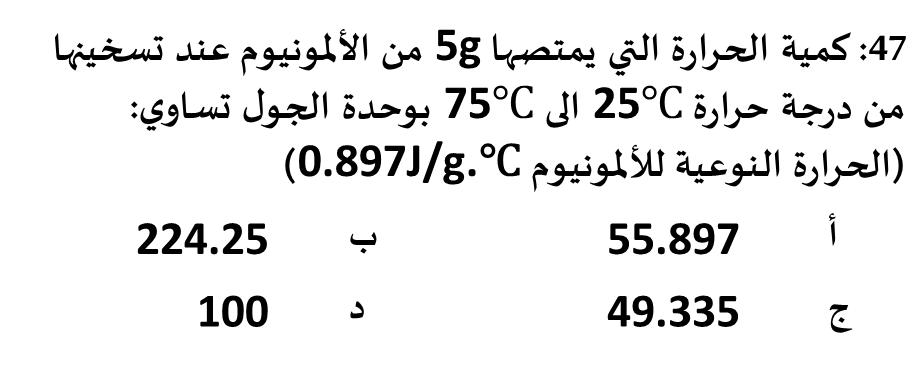 47: كمية الحرارة التي يمتصها 5g من الألمونيوم عند تسخينها
من درجة حرارة 25°C الى 75°C بوحدة الجول تساوي:
(الحرارة النوعية للألمونيوم 0.897J/g.°C)
أ 55.897 ب 224.25
ج 49.335 د 100